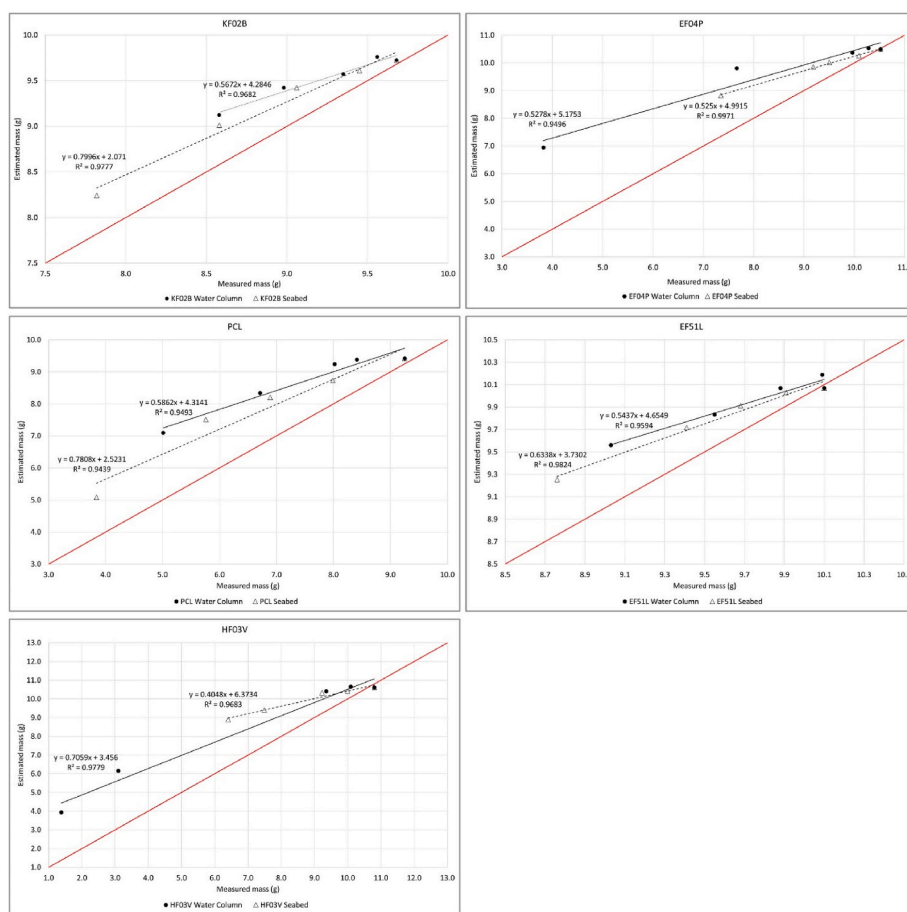 KF02B
10.0
9.5
9.0
8.5
8.0
7.5
Estimated mass (g)
y = 0.5672x + 4.2846
R² = 0.9682
y = 0.7996x + 2.071
R² = 0.9777
7.5 8.0 8.5 9.0 9.5 10.0
Measured mass (g)
● KF02B Water Column △ KF02B Seabed
EF04P
11.0
10.0
9.0
8.0
7.0
6.0
5.0
4.0
3.0
Estimated mass (g)
y = 0.5278x + 5.1753
R² = 0.9496
y = 0.525x + 4.9915
R² = 0.9971
3.0 4.0 5.0 6.0 7.0 8.0 9.0 10.0 11.0
Measured mass (g)
● EF04P Water Column △ EF04P Seabed
PCL
10.0
9.0
8.0
7.0
6.0
5.0
4.0
3.0
Estimated mass (g)
y = 0.5862x + 4.3141
R² = 0.9493
y = 0.7808x + 2.5231
R² = 0.9439
3.0 4.0 5.0 6.0 7.0 8.0 9.0 10.0
Measured mass (g)
● PCL Water Column △ PCL Seabed
EF51L
10.5
10.3
10.1
9.9
9.7
9.5
9.3
9.1
8.9
8.7
8.5
Estimated mass (g)
y = 0.5437x + 4.6549
R² = 0.9594
y = 0.6338x + 3.7302
R² = 0.9824
8.5 8.7 8.9 9.1 9.3 9.5 9.7 9.9 10.1 10.3 10.5
Measured mass (g)
● EF51L Water Column △ EF51L Seabed
HF03V
13.0
12.0
11.0
10.0
9.0
8.0
7.0
6.0
5.0
4.0
3.0
2.0
1.0
Estimated mass (g)
y = 0.4048x + 6.3734
R² = 0.9683
y = 0.7059x + 3.456
R² = 0.9779
1.0 2.0 3.0 4.0 5.0 6.0 7.0 8.0 9.0 10.0 11.0 12.0 13.0
Measured mass (g)
● HF03V Water Column △ HF03V Seabed